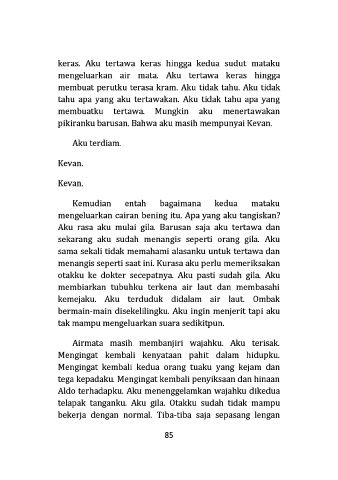 keras. Aku tertawa keras hingga kedua sudut mataku
mengeluarkan air mata. Aku tertawa keras hingga
membuat perutku terasa kram. Aku tidak tahu. Aku tidak
tahu apa yang aku tertawakan. Aku tidak tahu apa yang
membuatku tertawa. Mungkin aku menertawakan
pikiranku barusan. Bahwa aku masih mempunyai Kevan.
Aku terdiam.
Kevan.
Kevan.
Kemudian entah bagaimana kedua mataku
mengeluarkan cairan bening itu. Apa yang aku tangiskan?
Aku rasa aku mulai gila. Barusan saja aku tertawa dan
sekarang aku sudah menangis seperti orang gila. Aku
sama sekali tidak memahami alasanku untuk tertawa dan
menangis seperti saat ini. Kurasa aku perlu memeriksakan
otakku ke dokter secepatnya. Aku pasti sudah gila. Aku
membiarkan tubuhku terkena air laut dan membasahi
kemejaku. Aku terduduk didalam air laut. Ombak
bermain-main disekelilingku. Aku ingin menjerit tapi aku
tak mampu mengeluarkan suara sedikitpun.
Airmata masih membanjiri wajahku. Aku terisak.
Mengingat kembali kenyataan pahit dalam hidupku.
Mengingat kembali kedua orang tuaku yang kejam dan
tega kepadaku. Mengingat kembali penyiksaan dan hinaan
Aldo terhadapku. Aku menenggelamkan wajahku dikedua
telapak tanganku. Aku gila. Otakku sudah tidak mampu
bekerja dengan normal. Tiba-tiba saja sepasang lengan
85